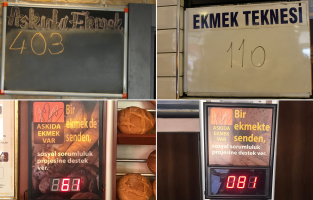 Askıda Ekmek
403
EKMEK TEKNESİ
110
ASKIDA
EKMEK
VAR
Bir
ekmek de
senden,
sosyal sorumluluk
projesine destek
ver.
61
ASKIDA
EKMEK
VAR
Bir
ekmekte
senden,
sosyal sorumluluk
projesine destek
ver.
081